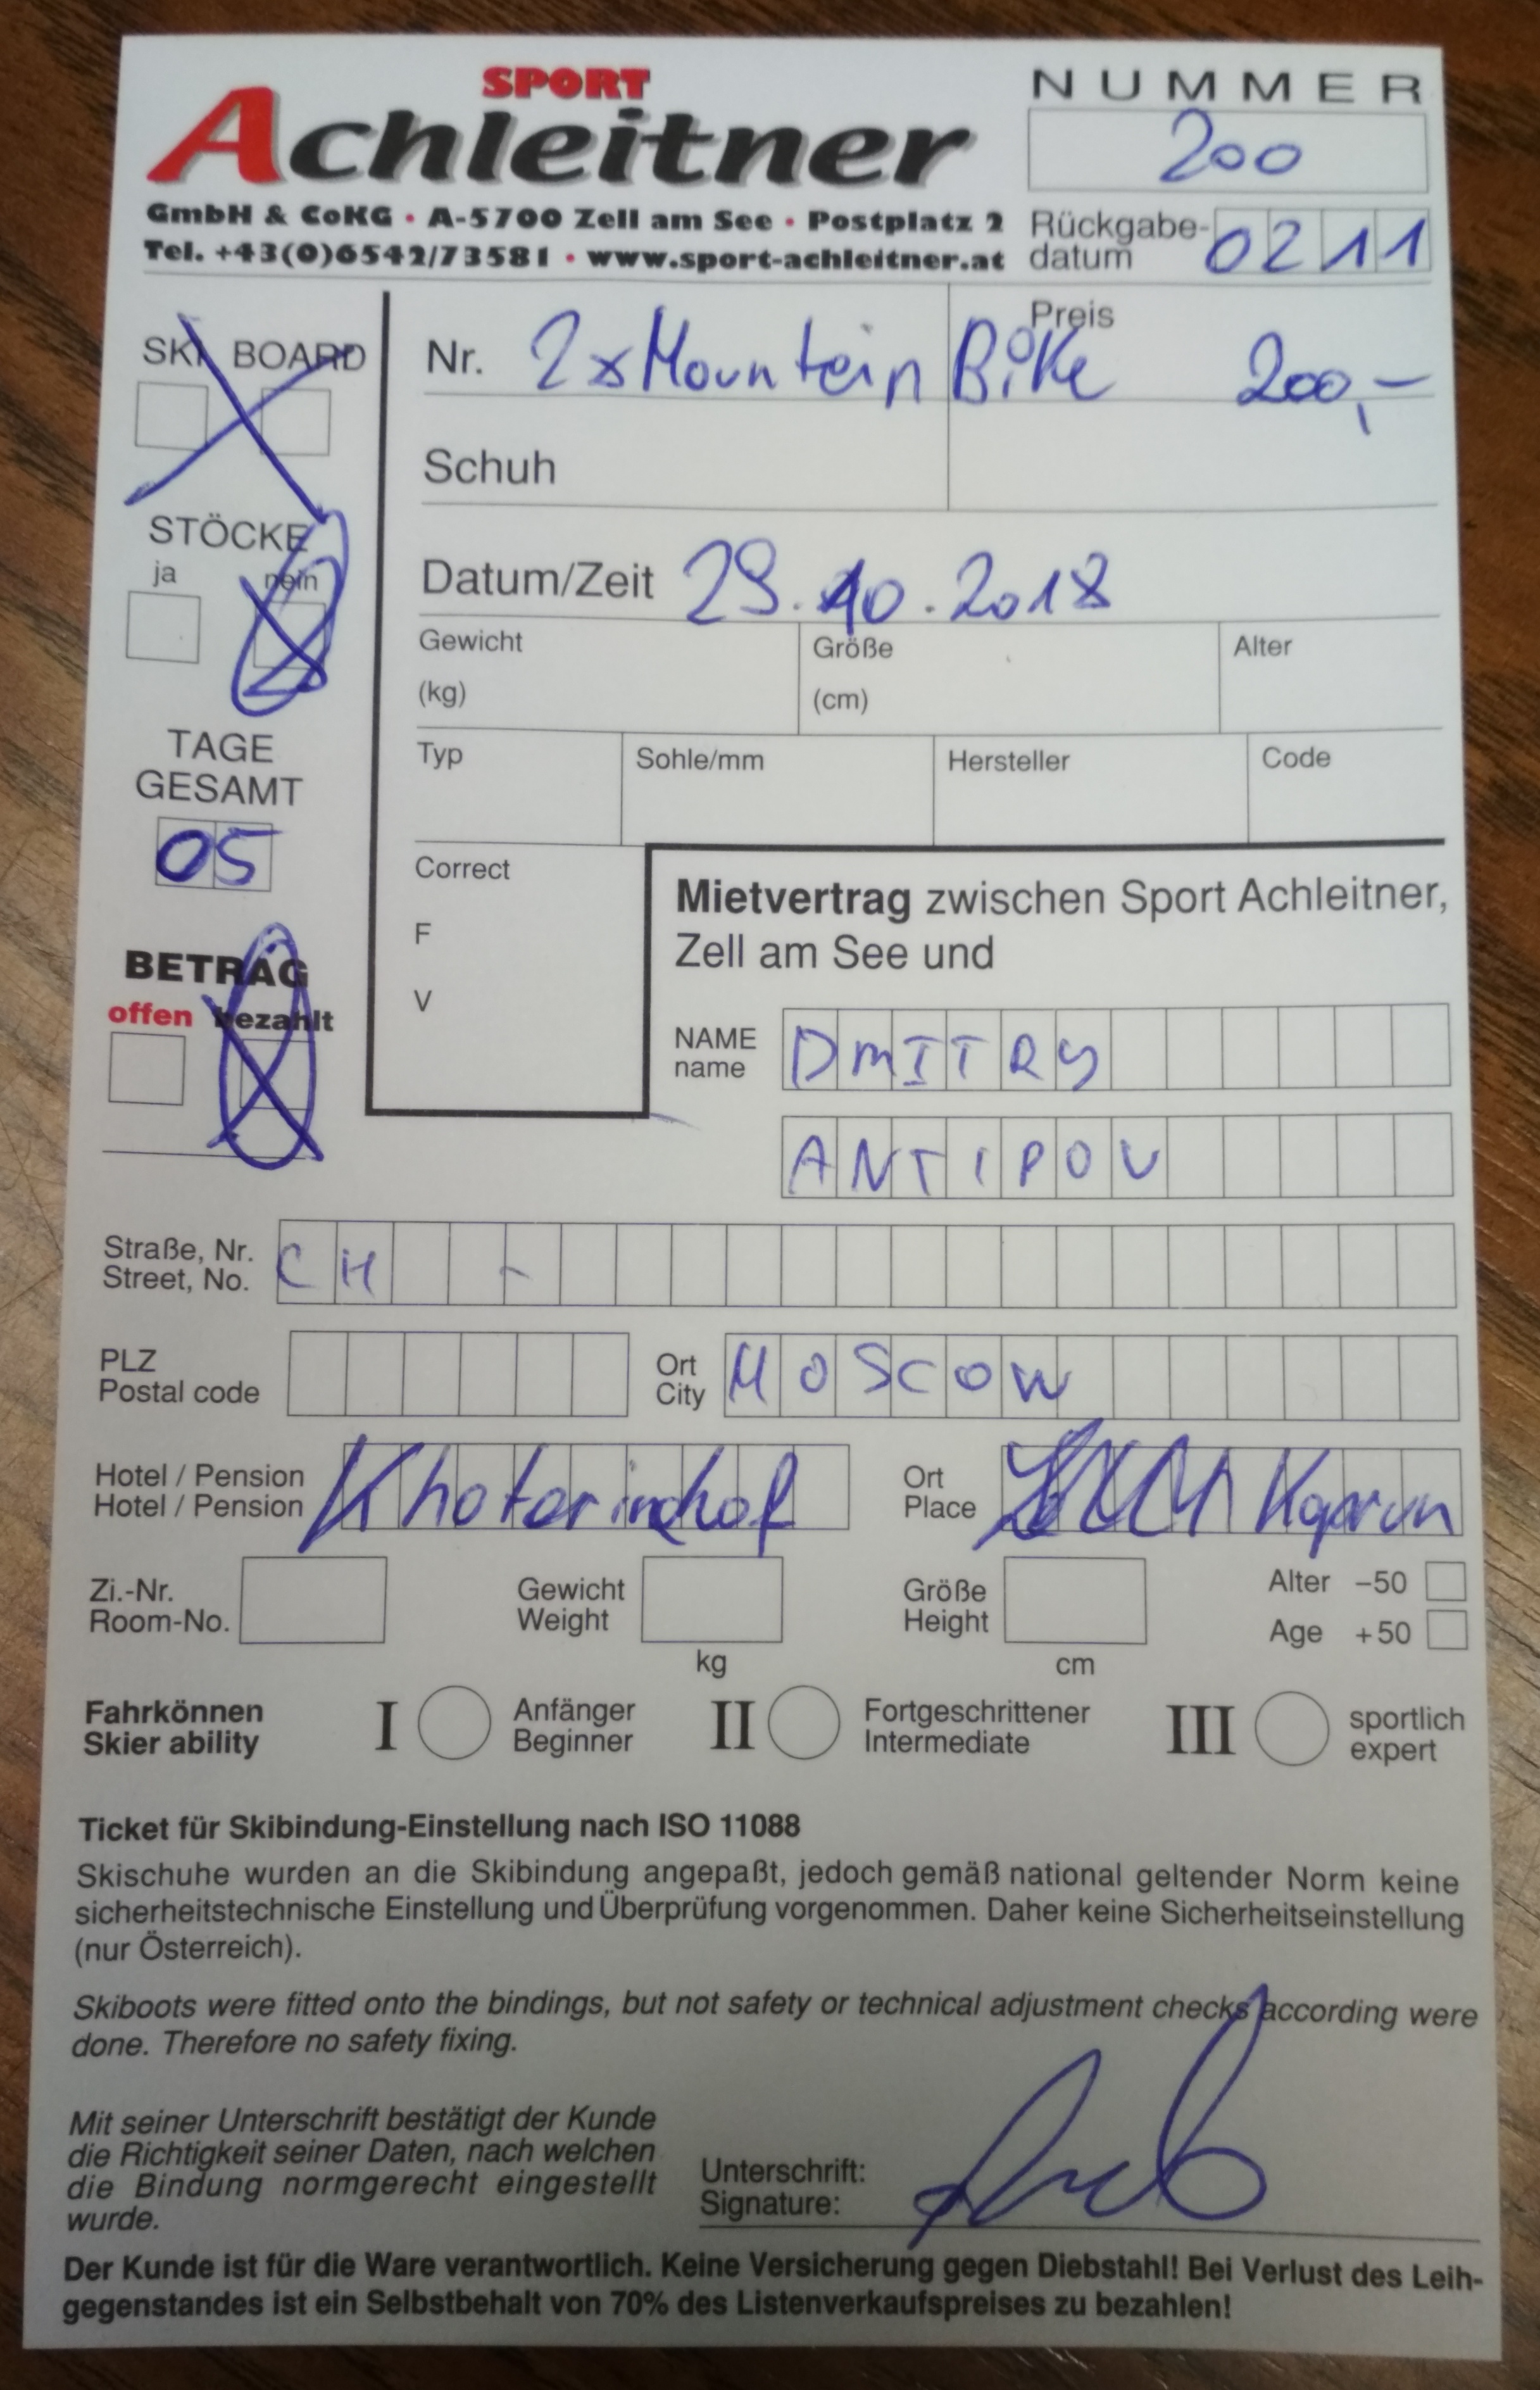 SPORT
Achleitner
GmbH & CoKG • A-5700 Zell am See • Postplatz 2
Tel. +43(0)6542/73581 • www.sport-achleitner.at
NUMMER
200
Rückgabe-
datum 0211
SKI BOARD
STÖCKE
ja nein
TAGE
GESAMT
05
BETRAG
offen bezahlt
Nr. 2x Mountein Bike
Preis
200,-
Schuh
Datum/Zeit 29.10.2018
Gewicht
(kg)
Größe
(cm)
Alter
Typ Sohle/mm Hersteller Code
Correct
F
V
Mietvertrag zwischen Sport Achleitner,
Zell am See und
NAME
name
DMITRY
ANTIPOV
Straße, Nr.
Street, No.
CH -
PLZ
Postal code
Ort
City
MOSCOW
Hotel / Pension
Hotel / Pension
Ort
Place
Kaprun
Zi.-Nr.
Room-No.
Gewicht
Weight
kg
Größe
Height
cm
Alter –50
Age +50
Fahrkönnen
Skier ability
I Anfänger
Beginner
II Fortgeschrittener
Intermediate
III sportlich
expert
Ticket für Skibindung-Einstellung nach ISO 11088
Skischuhe wurden an die Skibindung angepaßt, jedoch gemäß national geltender Norm keine
sicherheitstechnische Einstellung und Überprüfung vorgenommen. Daher keine Sicherheitseinstellung
(nur Österreich).
Skiboots were fitted onto the bindings, but not safety or technical adjustment checks according were
done. Therefore no safety fixing.
Mit seiner Unterschrift bestätigt der Kunde
die Richtigkeit seiner Daten, nach welchen
die Bindung normgerecht eingestellt
wurde.
Unterschrift:
Signature:
Der Kunde ist für die Ware verantwortlich. Keine Versicherung gegen Diebstahl! Bei Verlust des Leih-
gegenstandes ist ein Selbstbehalt von 70% des Listenverkaufspreises zu bezahlen!